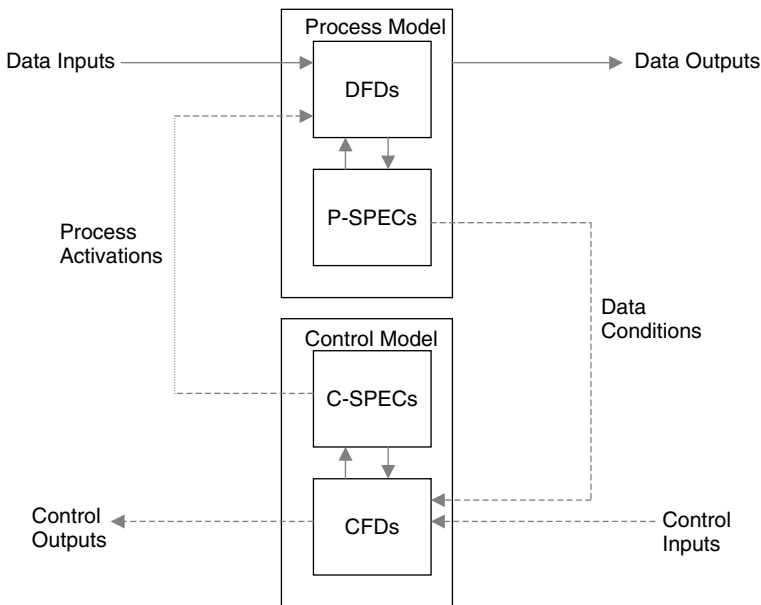 Process Model
Data Inputs
Data Outputs
DFDs
P-SPECs
Process
Activations
Data
Conditions
Control Model
C-SPECs
Control
Outputs
CFDs
Control
Inputs